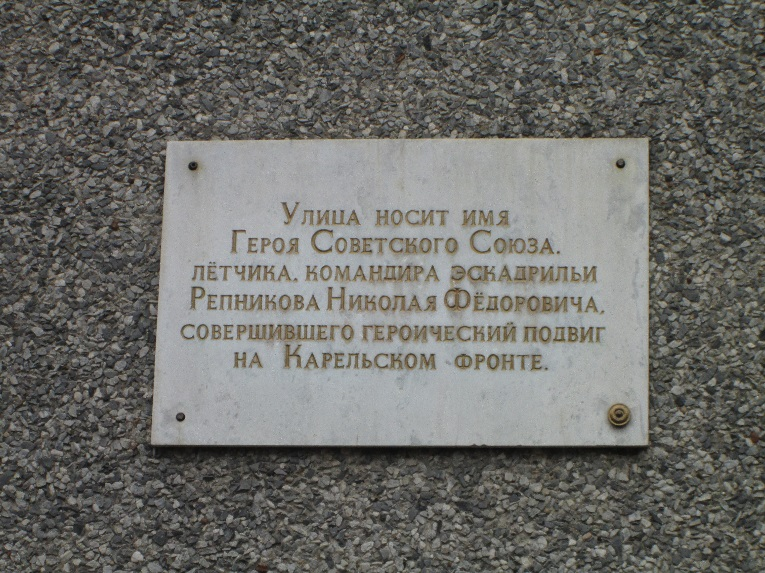 Улица носит имя
Героя Советского Союза,
лётчика, командира эскадрильи
Репникова Николая Фёдоровича,
совершившего героический подвиг
на Карельском фронте.